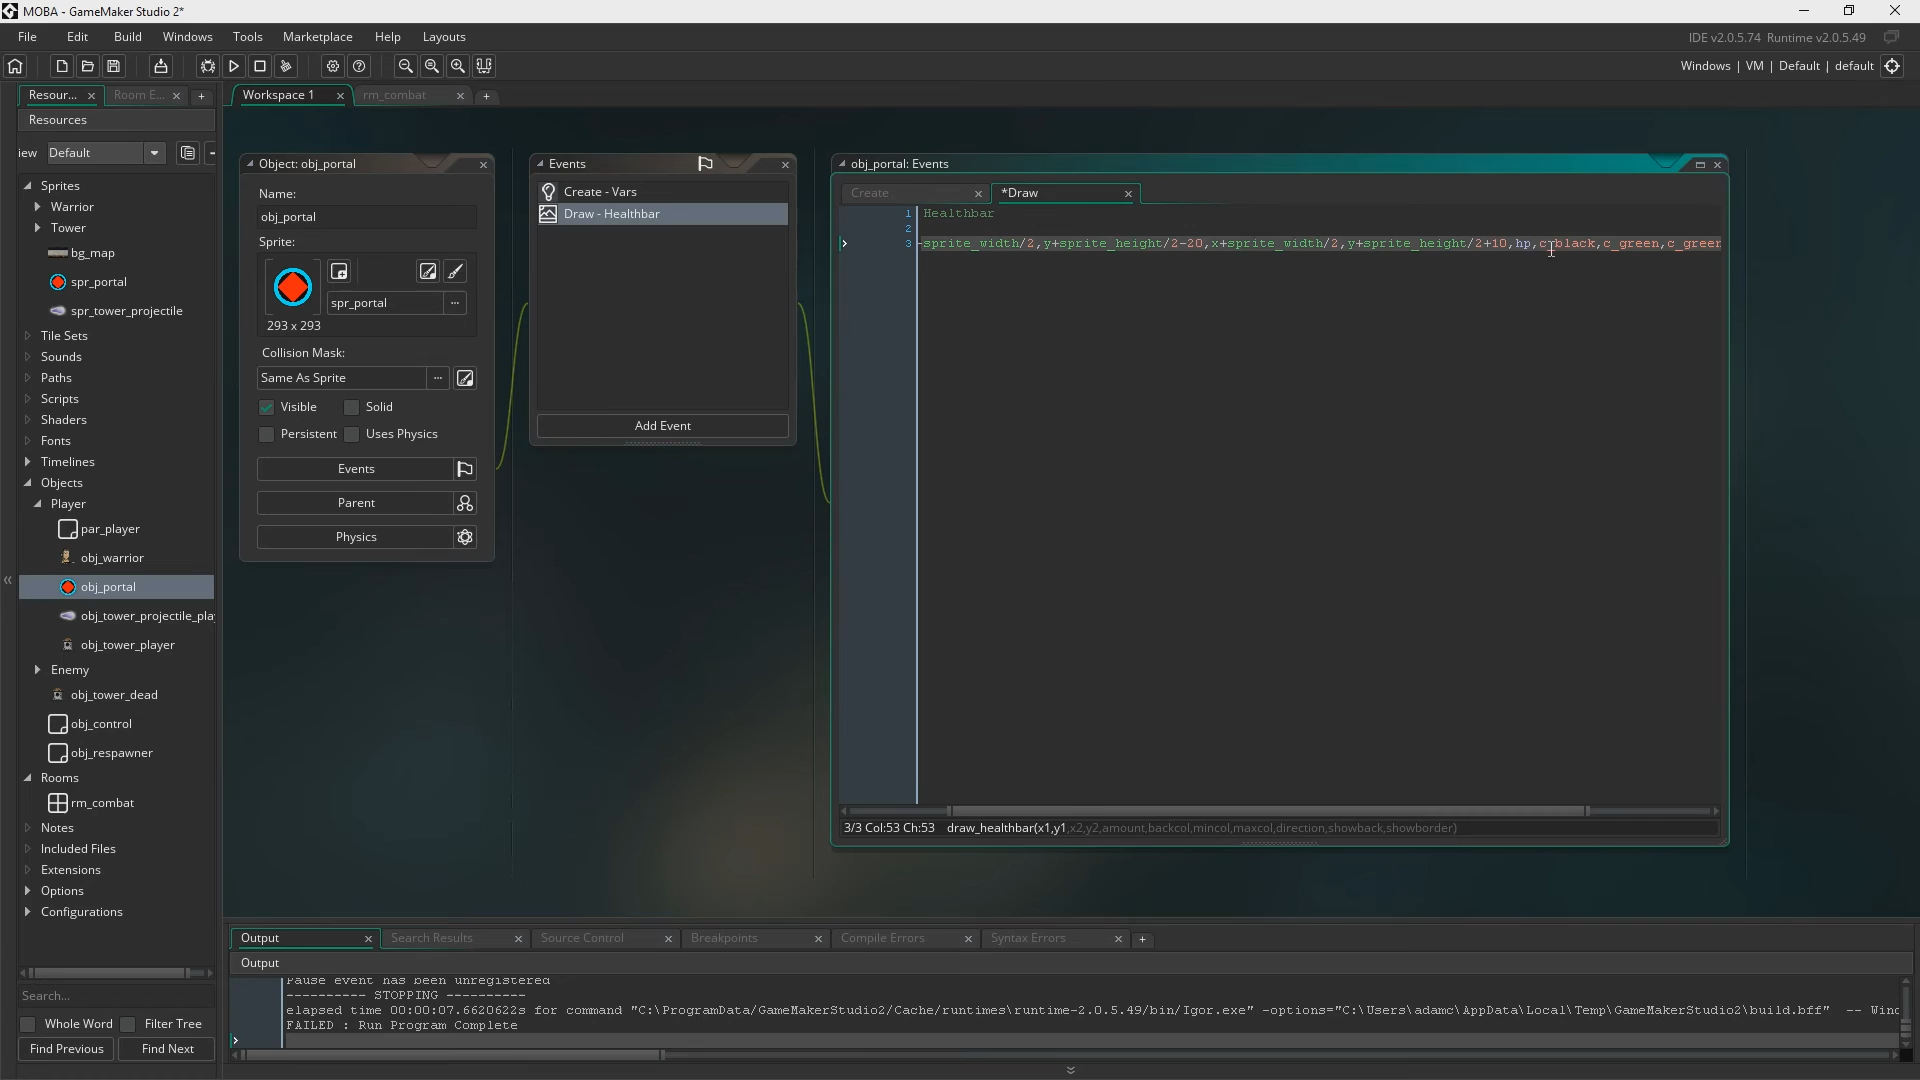 MOBA - GameMaker Studio 2*
File Edit Build Windows Tools Marketplace Help Layouts
IDE v2.0.5.74 Runtime v2.0.5.49
Windows | VM | Default | default
Resour... Room E...
Workspace 1 rm_combat
Resources
iew Default
Sprites
Warrior
Tower
bg_map
spr_portal
spr_tower_projectile
Tile Sets
Sounds
Paths
Scripts
Shaders
Fonts
Timelines
Objects
Player
par_player
obj_warrior
obj_portal
obj_tower_projectile_pla
obj_tower_player
Enemy
obj_tower_dead
obj_control
obj_respawner
Rooms
rm_combat
Notes
Included Files
Extensions
Options
Configurations
Search...
Whole Word Filter Tree
Find Previous Find Next
Object: obj_portal
Name:
obj_portal
Sprite:
spr_portal
293 x 293
Collision Mask:
Same As Sprite
Visible Solid
Persistent Uses Physics
Events
Parent
Physics
Events
Create - Vars
Draw - Healthbar
Add Event
obj_portal: Events
Create *Draw
1 Healthbar
2
3 -sprite_width/2,y+sprite_height/2-20,x+sprite_width/2,y+sprite_height/2+10,hp,c_black,c_green,c_green
3/3 Col:53 Ch:53 draw_healthbar(x1,y1,x2,y2,amount,backcol,mincol,maxcol,direction,showback,showborder)
Output Search Results Source Control Breakpoints Compile Errors Syntax Errors
Output
Pause event has been unregistered
---------- STOPPING ----------
elapsed time 00:00:07.6620622s for command "C:\ProgramData/GameMakerStudio2/Cache/runtimes\runtime-2.0.5.49/bin/Igor.exe" -options="C:\Users\adamc\AppData\Local\Temp\GameMakerStudio2\build.bff" -- Wind
FAILED : Run Program Complete